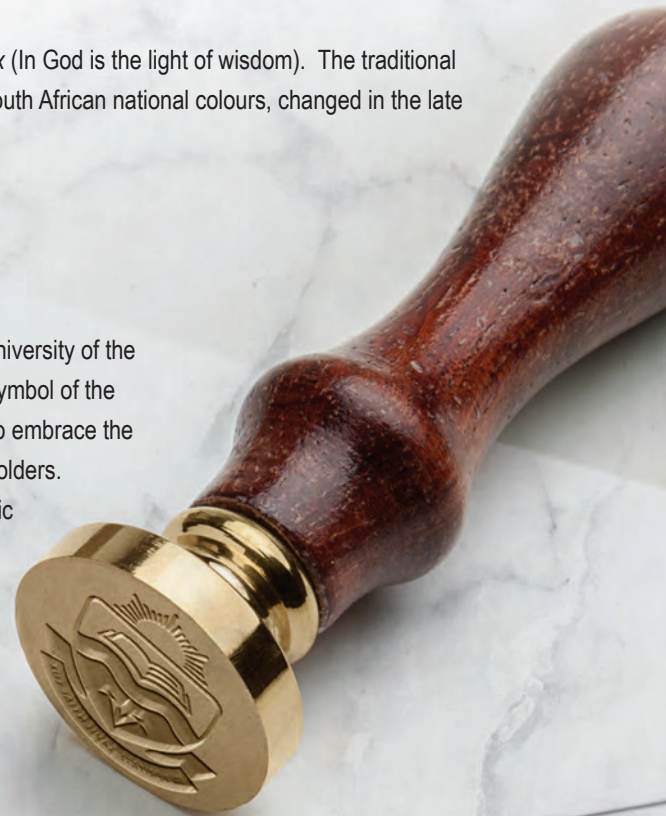 x (In God is the light of wisdom). The traditional
outh African national colours, changed in the late
niversity of the
ymbol of the
o embrace the
olders.
ic